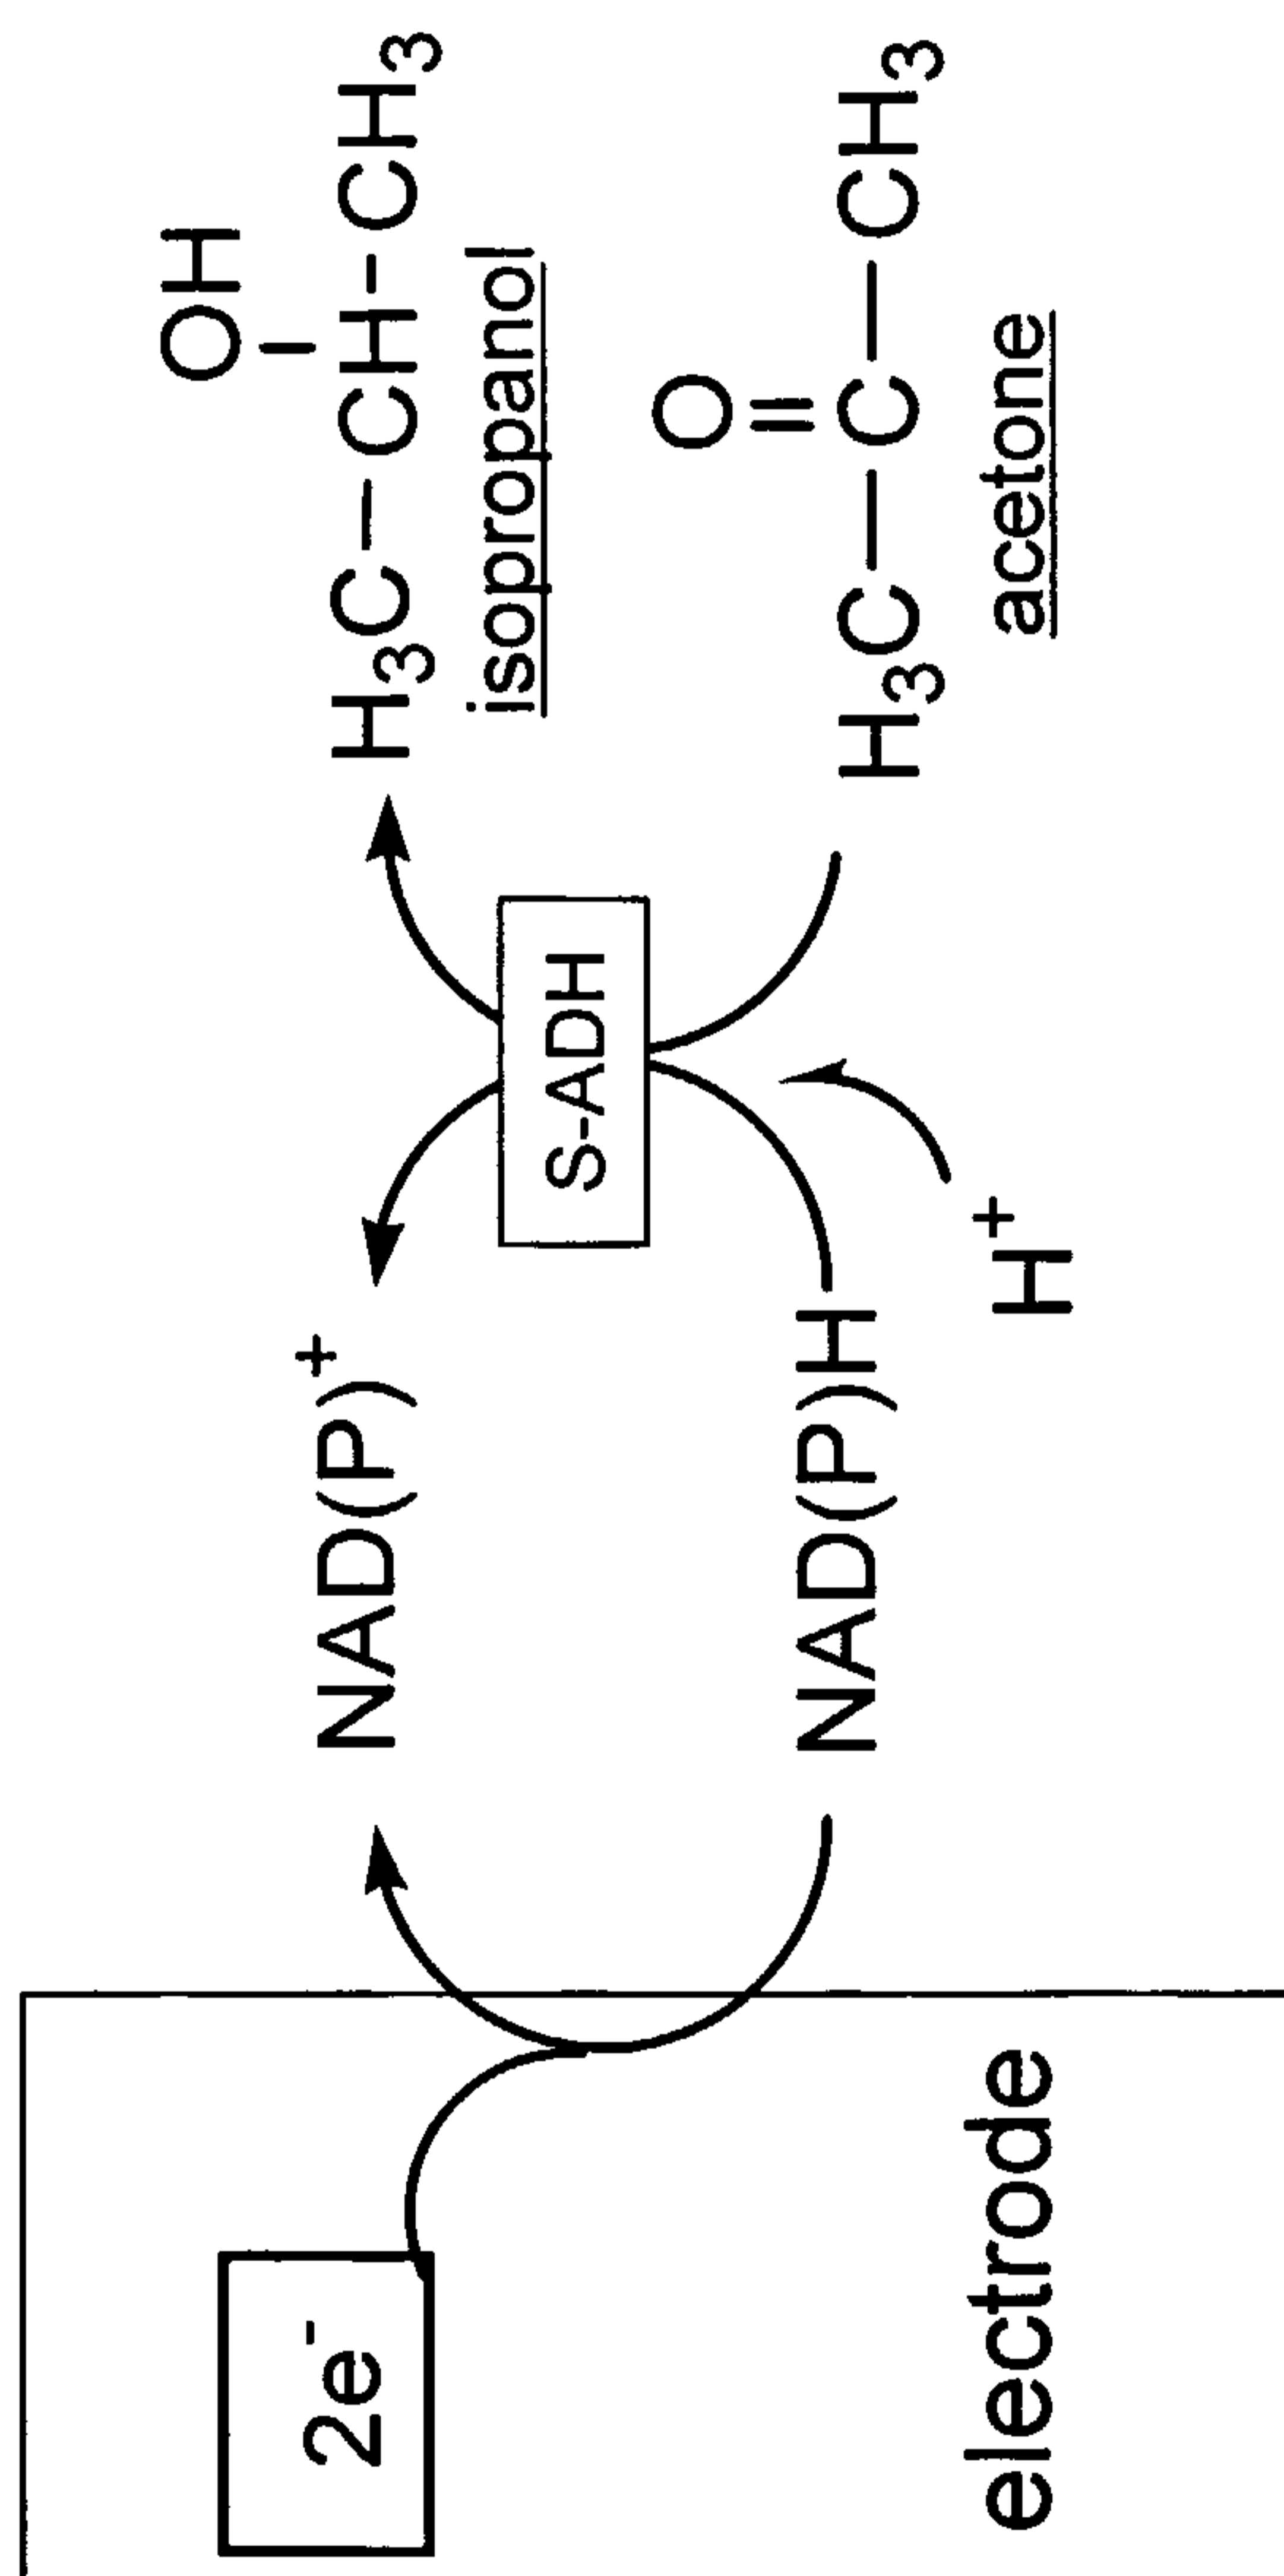 OH
H3C–CH-CH3
isopropanol
NAD(P)+
2e-
S-ADH
O
H3C—C—CH3
acetone
NAD(P)H
H+
electrode